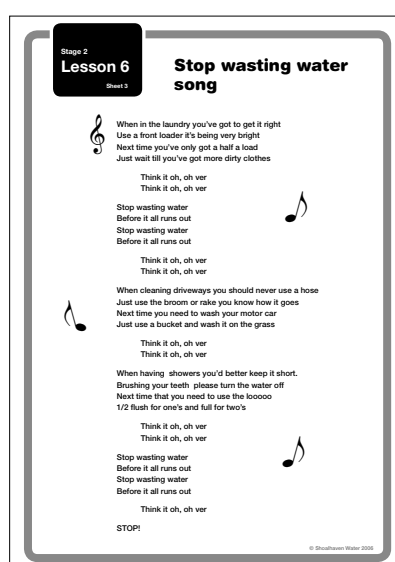 Stage 2
Lesson 6
Sheet 3
Stop wasting water
song
When in the laundry you've got to get it right
Use a front loader it's being very bright
Next time you've only got a half a load
Just wait till you've got more dirty clothes
Think it oh, oh ver
Think it oh, oh ver
Stop wasting water
Before it all runs out
Stop wasting water
Before it all runs out
Think it oh, oh ver
Think it oh, oh ver
When cleaning driveways you should never use a hose
Just use the broom or rake you know how it goes
Next time you need to wash your motor car
Just use a bucket and wash it on the grass
Think it oh, oh ver
Think it oh, oh ver
When having showers you'd better keep it short.
Brushing your teeth please turn the water off
Next time that you need to use the looooo
1/2 flush for one's and full for two's
Think it oh, oh ver
Think it oh, oh ver
Stop wasting water
Before it all runs out
Stop wasting water
Before it all runs out
Think it oh, oh ver
STOP!
© Shoalhaven Water 2006